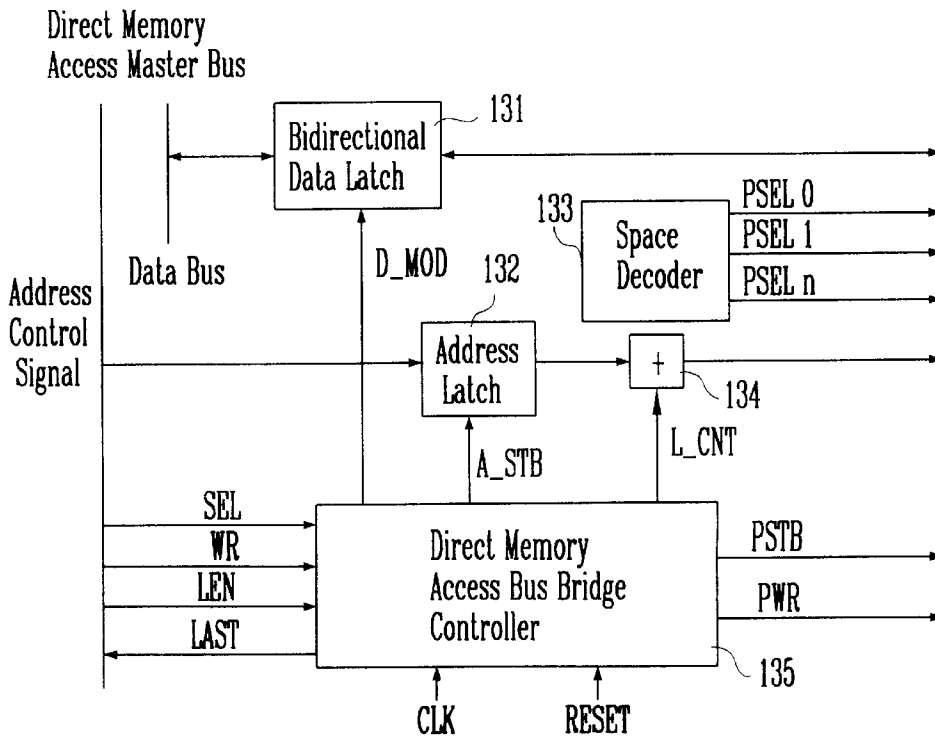 Direct Memory
Access Master Bus
131
Bidirectional
Data Latch
133
Space
Decoder
PSEL 0
PSEL 1
PSEL n
Data Bus
D_MOD
132
Address
Control
Signal
Address
Latch
+
134
A_STB
L_CNT
SEL
WR
LEN
LAST
Direct Memory
Access Bus Bridge
Controller
PSTB
PWR
135
CLK
RESET